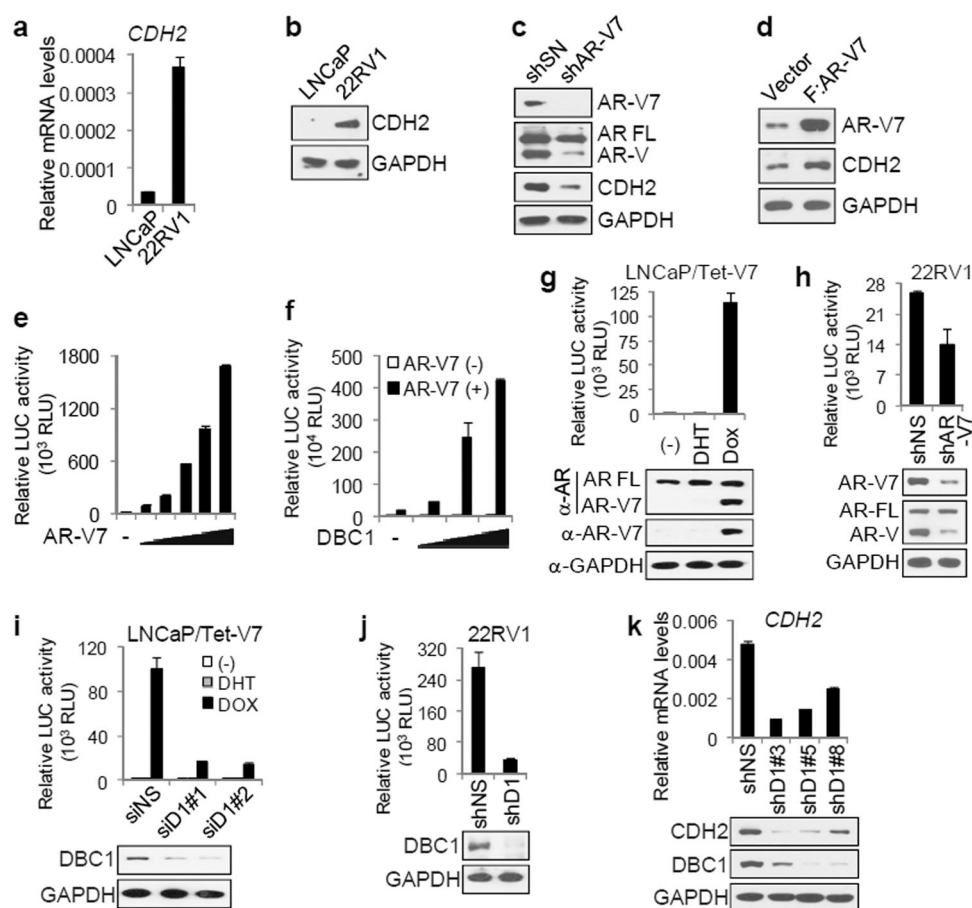 a
CDH2
Relative mRNA levels
0.0004
0.0003
0.0002
0.0001
0
LNCaP
22RV1
b
LNCaP
22RV1
CDH2
GAPDH
c
shSN
shAR-V7
AR-V7
AR FL
AR-V
CDH2
GAPDH
d
Vector
F:AR-V7
AR-V7
CDH2
GAPDH
e
Relative LUC activity
(10³ RLU)
1800
1200
600
0
AR-V7 -
f
Relative LUC activity
(10⁴ RLU)
500
400
300
200
100
0
AR-V7 (-)
AR-V7 (+)
DBC1 -
g
LNCaP/Tet-V7
Relative LUC activity
(10³ RLU)
125
100
75
50
25
0
(-)
DHT
Dox
α-AR
AR FL
AR-V7
α-AR-V7
α-GAPDH
h
22RV1
Relative LUC activity
(10³ RLU)
28
21
14
7
0
shNS
shAR
-V7
AR-V7
AR-FL
AR-V
GAPDH
i
LNCaP/Tet-V7
Relative LUC activity
(10³ RLU)
120
80
40
0
(-)
DHT
DOX
siNS
siD1#1
siD1#2
DBC1
GAPDH
j
22RV1
Relative LUC activity
(10³ RLU)
360
270
180
90
0
shNS
shD1
DBC1
GAPDH
k
CDH2
Relative mRNA levels
0.006
0.004
0.002
0.000
shNS
shD1#3
shD1#5
shD1#8
CDH2
DBC1
GAPDH